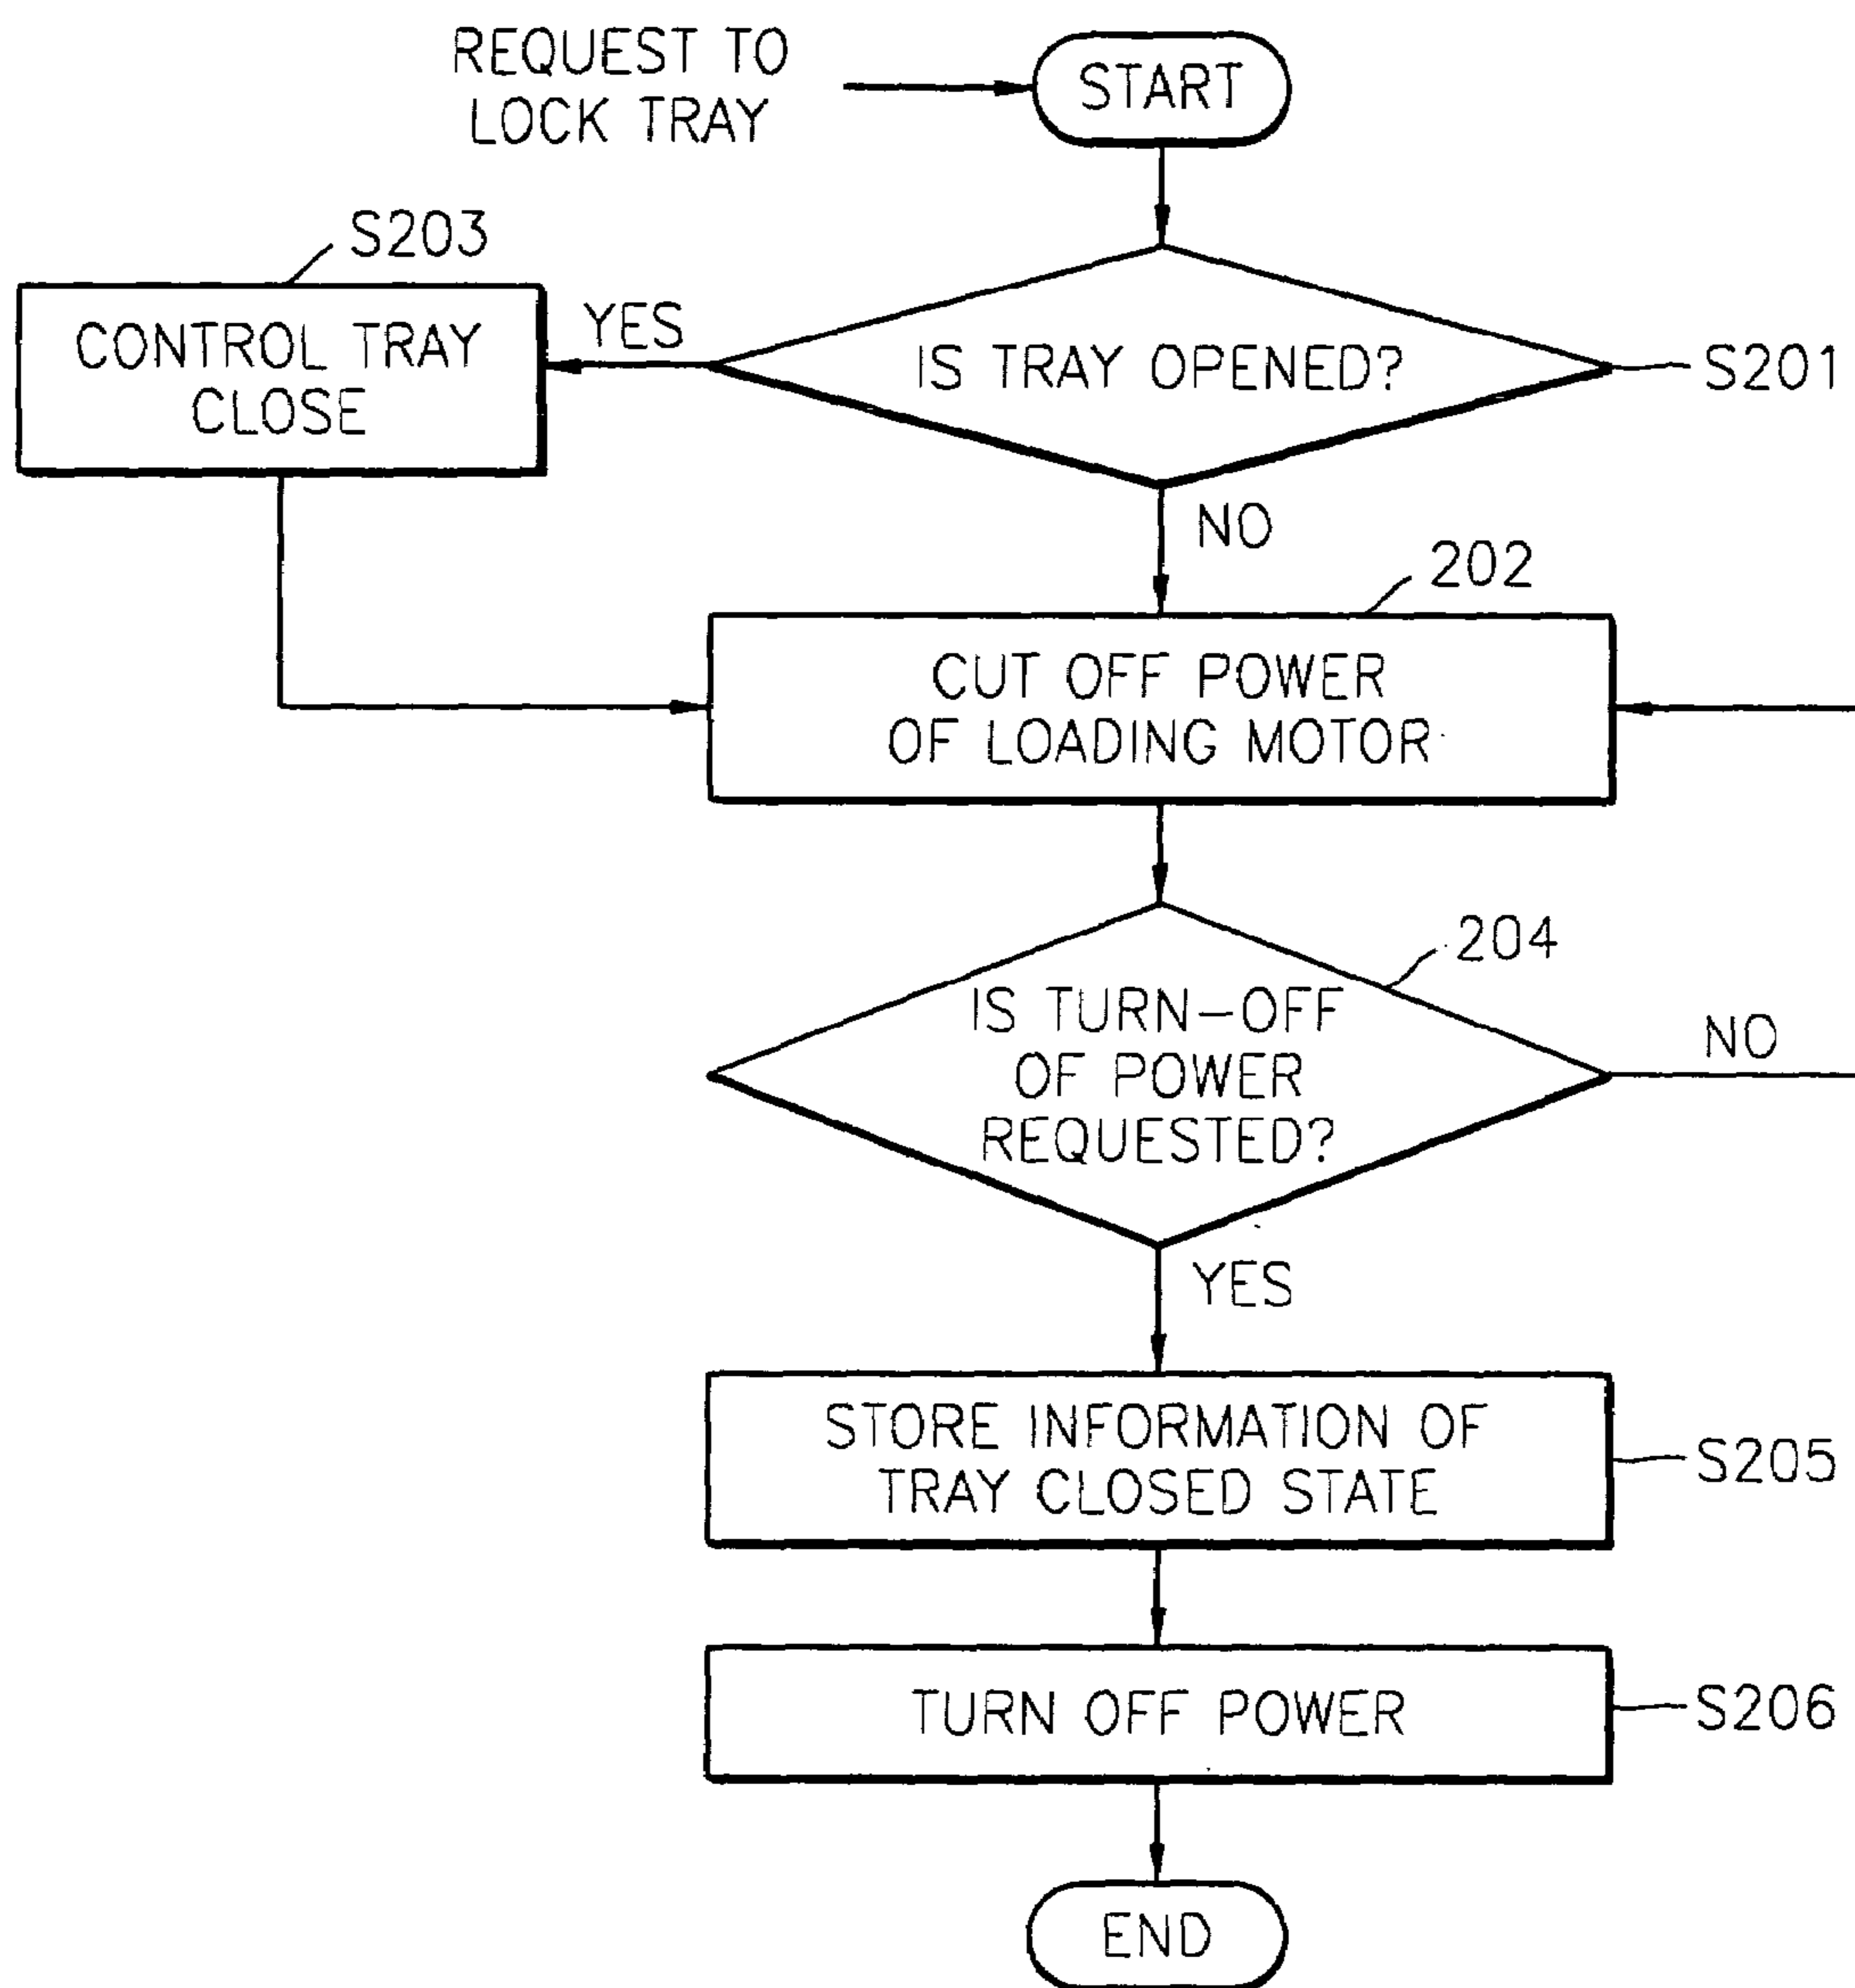 REQUEST TO
LOCK TRAY
START
S203
CONTROL TRAY
CLOSE
YES
IS TRAY OPENED?
S201
NO
202
CUT OFF POWER
OF LOADING MOTOR
204
IS TURN-OFF
OF POWER
REQUESTED?
NO
YES
STORE INFORMATION OF
TRAY CLOSED STATE
S205
TURN OFF POWER
S206
END